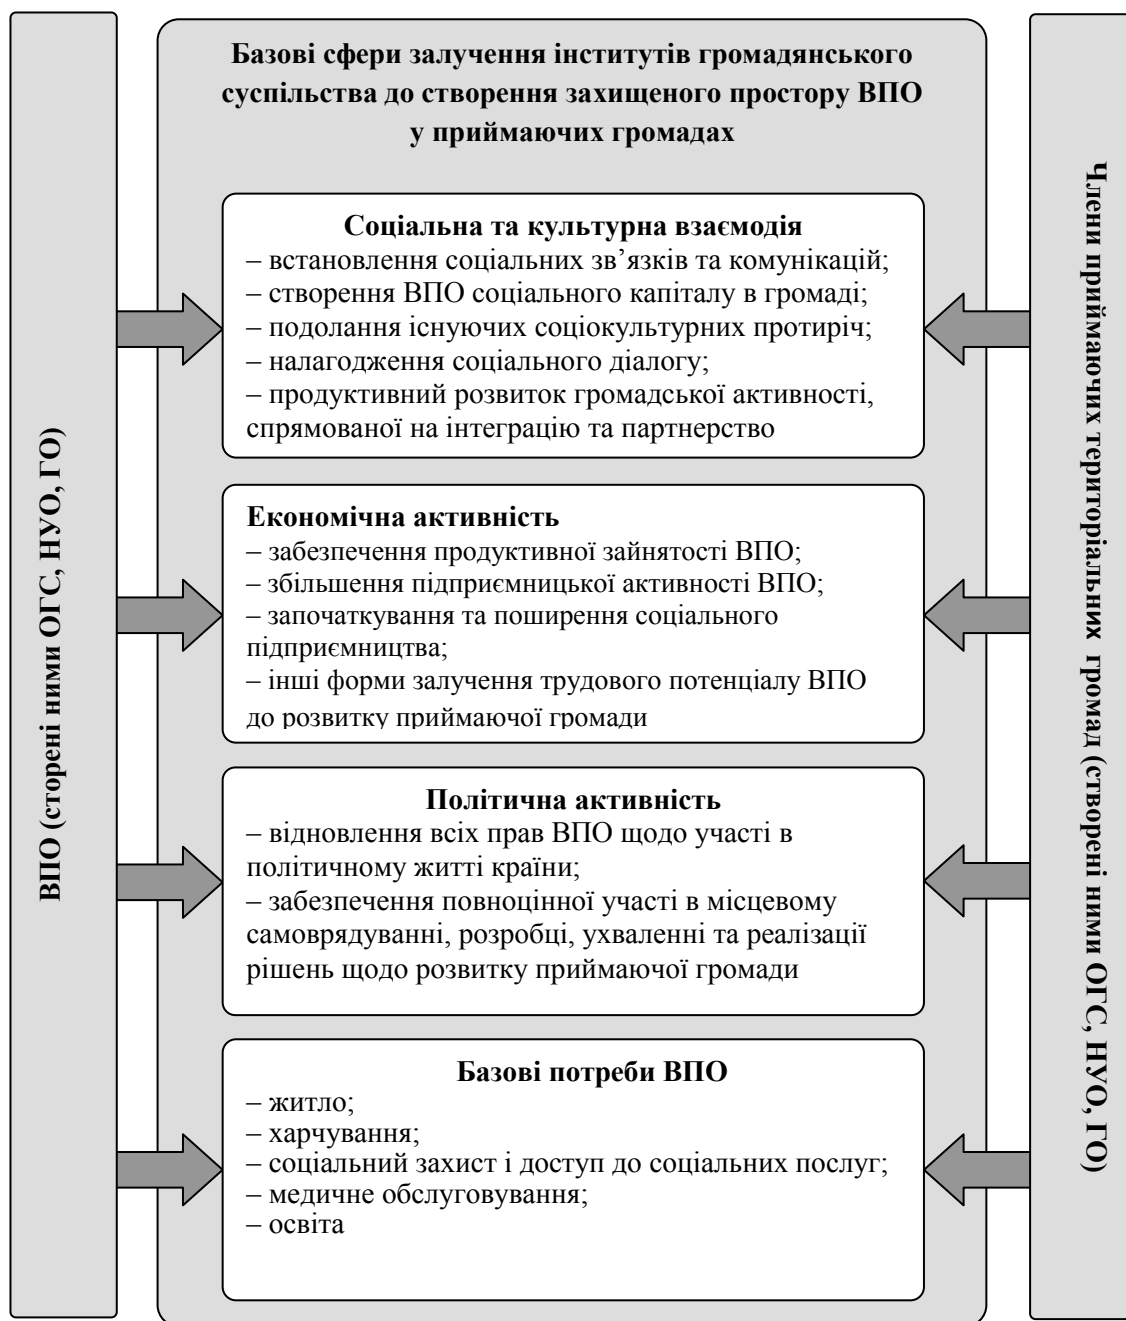 Базові сфери залучення інститутів громадянського
суспільства до створення захищеного простору ВПО
у приймаючих громадах
ВПО (сторені ними ОГС, НУО, ГО)
Соціальна та культурна взаємодія
– встановлення соціальних зв’язків та комунікацій;
– створення ВПО соціального капіталу в громаді;
– подолання існуючих соціокультурних протиріч;
– налагодження соціального діалогу;
– продуктивний розвиток громадської активності,
спрямованої на інтеграцію та партнерство
Економічна активність
– забезпечення продуктивної зайнятості ВПО;
– збільшення підприємницької активності ВПО;
– започаткування та поширення соціального
підприємництва;
– інші форми залучення трудового потенціалу ВПО
до розвитку приймаючої громади
Політична активність
– відновлення всіх прав ВПО щодо участі в
політичному житті країни;
– забезпечення повноцінної участі в місцевому
самоврядуванні, розробці, ухваленні та реалізації
рішень щодо розвитку приймаючої громади
Базові потреби ВПО
– житло;
– харчування;
– соціальний захист і доступ до соціальних послуг;
– медичне обслуговування;
– освіта
Члени приймаючих територіальних громад (створені ними ОГС, НУО, ГО)